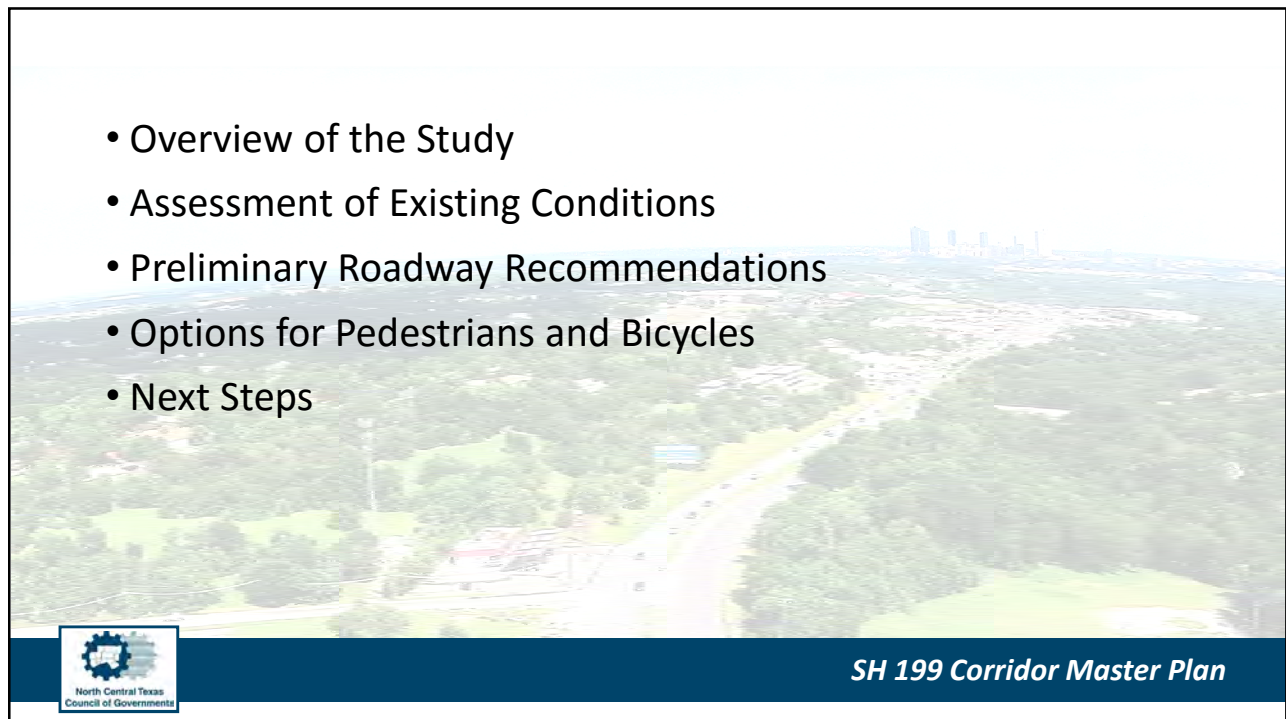 • Overview of the Study
• Assessment of Existing Conditions
• Preliminary Roadway Recommendations
• Options for Pedestrians and Bicycles
• Next Steps
North Central Texas
Council of Governments
SH 199 Corridor Master Plan